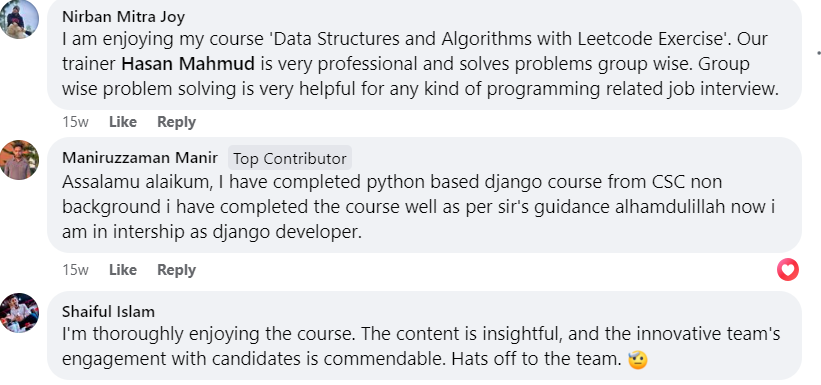 Nirban Mitra Joy
I am enjoying my course 'Data Structures and Algorithms with Leetcode Exercise'. Our
trainer Hasan Mahmud is very professional and solves problems group wise. Group
wise problem solving is very helpful for any kind of programming related job interview.
15w Like Reply
Maniruzzaman Manir Top Contributor
Assalamu alaikum, I have completed python based django course from CSC non
background i have completed the course well as per sir's guidance alhamdulillah now i
am in intership as django developer.
15w Like Reply
Shaiful Islam
I'm thoroughly enjoying the course. The content is insightful, and the innovative team's
engagement with candidates is commendable. Hats off to the team. 🫡